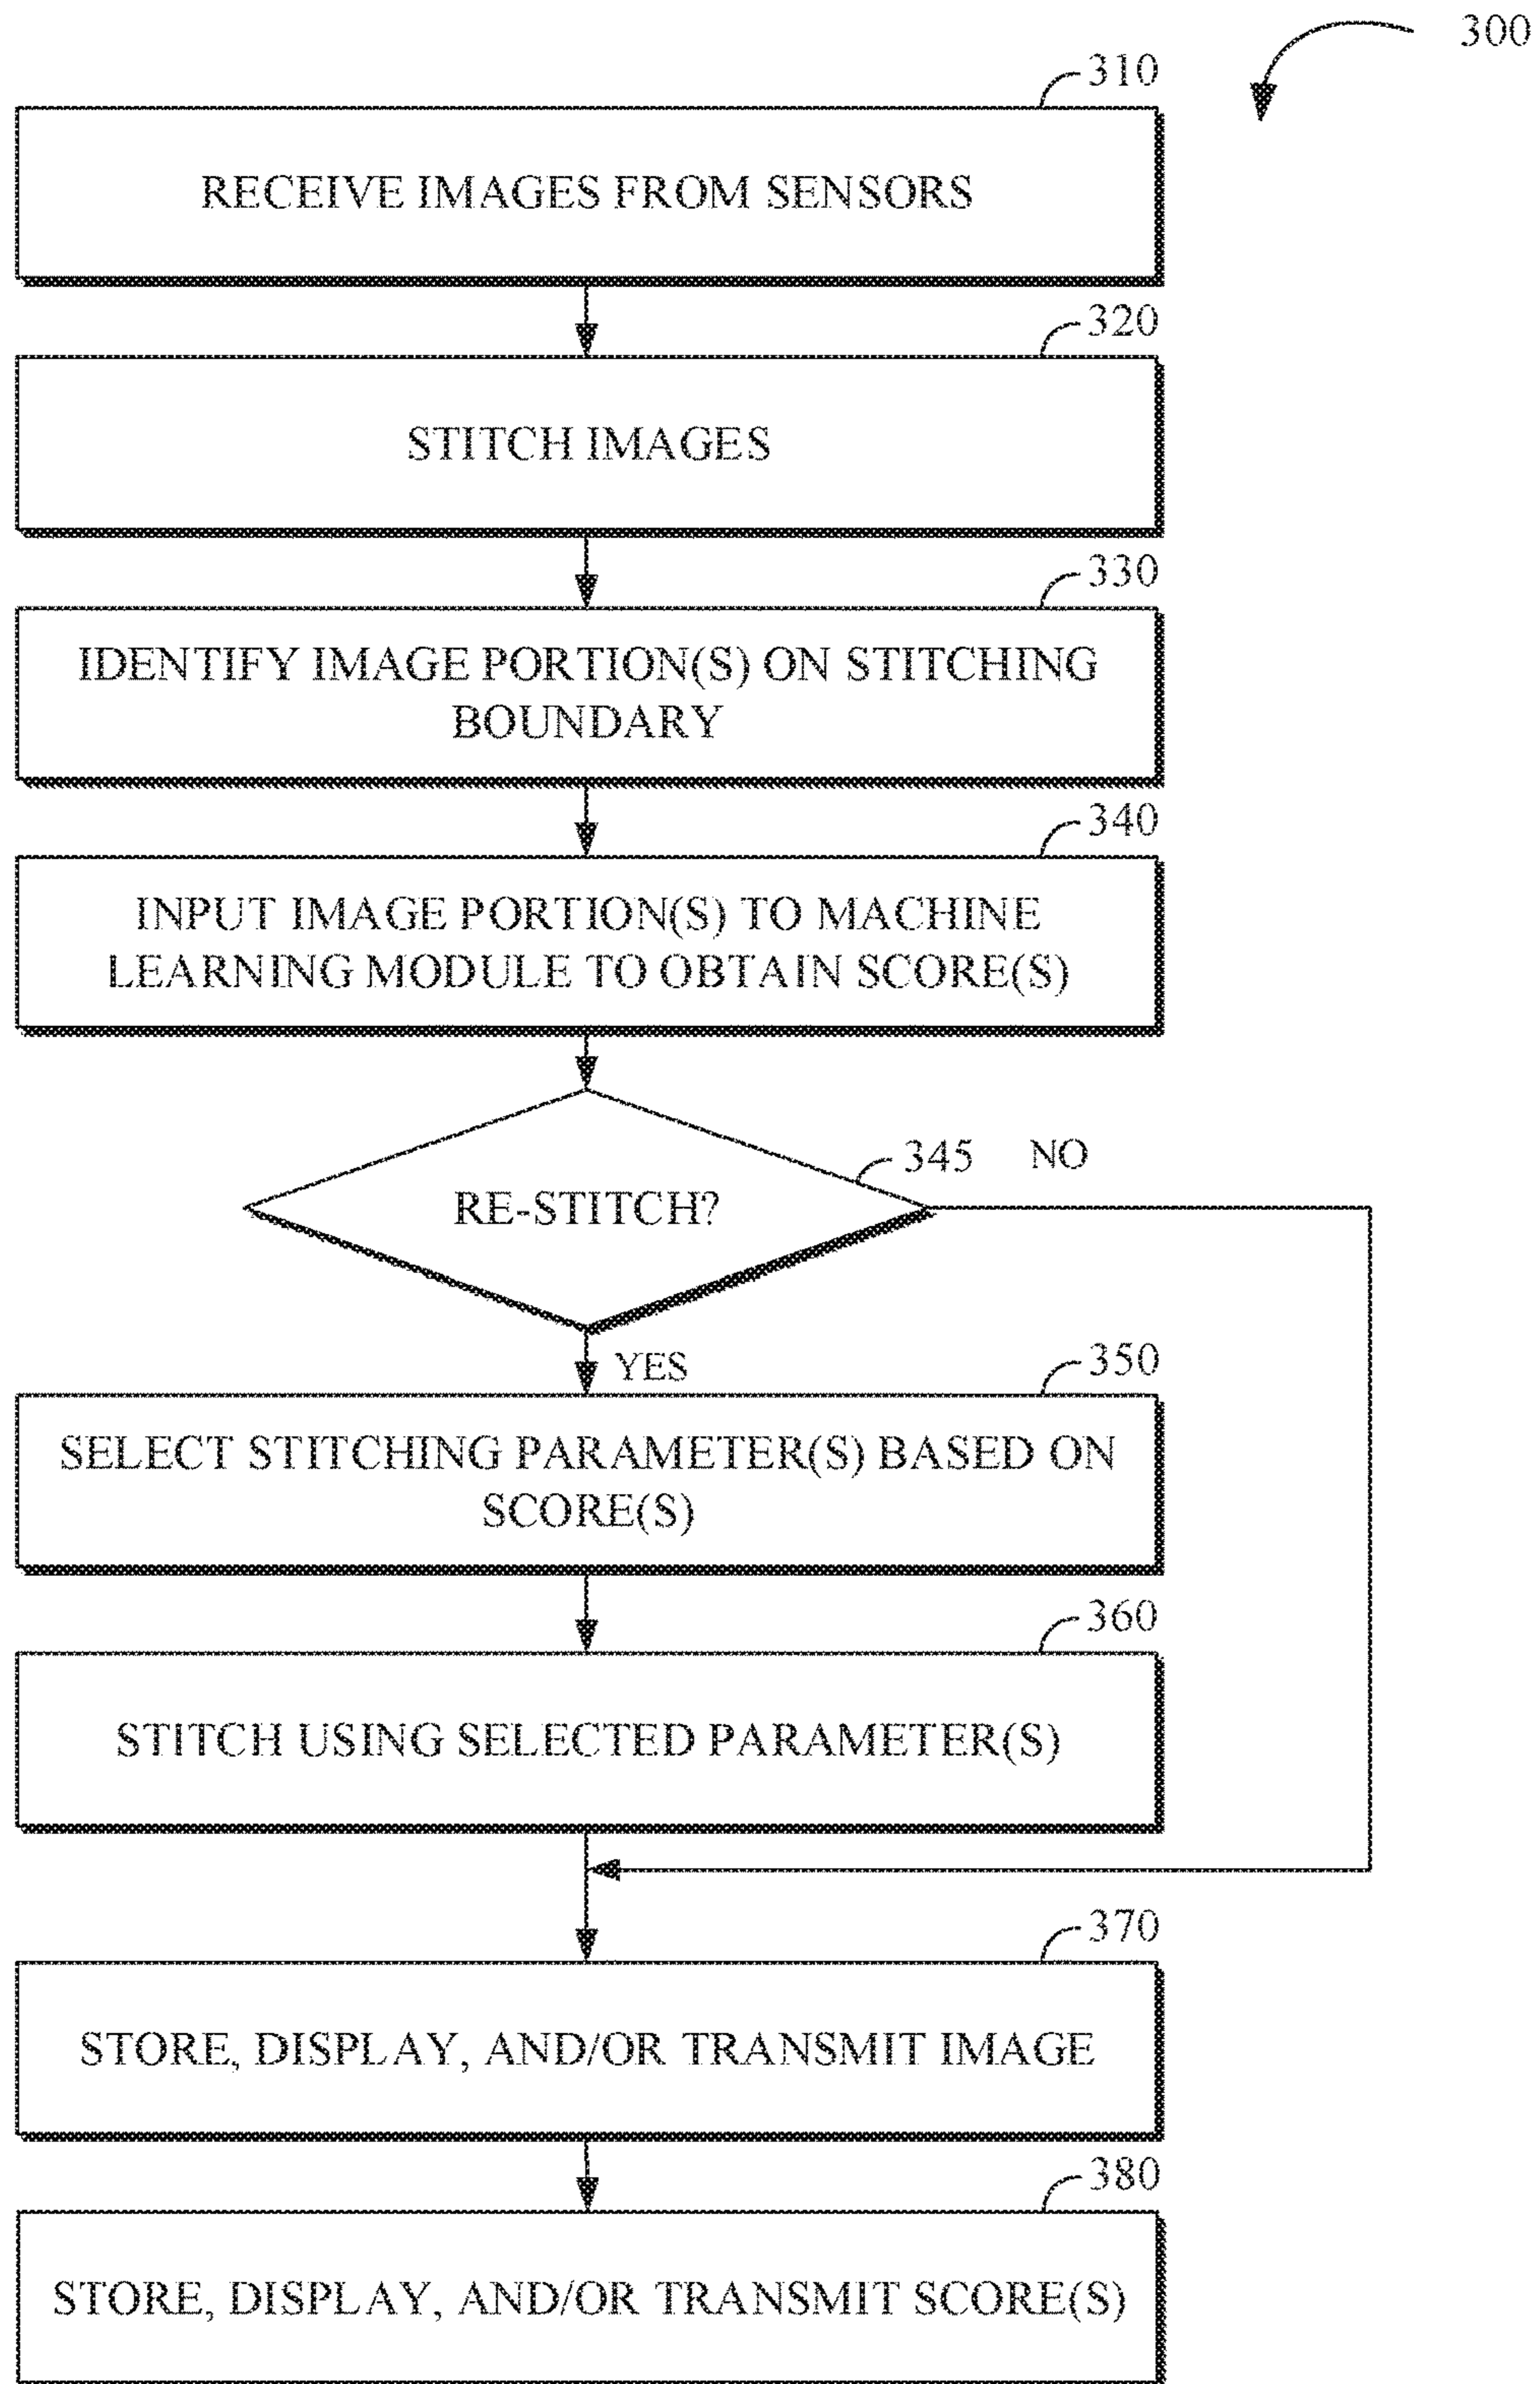 300
310
RECEIVE IMAGES FROM SENSORS
320
STITCH IMAGES
330
IDENTIFY IMAGE PORTION(S) ON STITCHING
BOUNDARY
340
INPUT IMAGE PORTION(S) TO MACHINE
LEARNING MODULE TO OBTAIN SCORE(S)
345 NO
RE-STITCH?
YES
350
SELECT STITCHING PARAMETER(S) BASED ON
SCORE(S)
360
STITCH USING SELECTED PARAMETER(S)
370
STORE, DISPLAY, AND/OR TRANSMIT IMAGE
380
STORE, DISPLAY, AND/OR TRANSMIT SCORE(S)